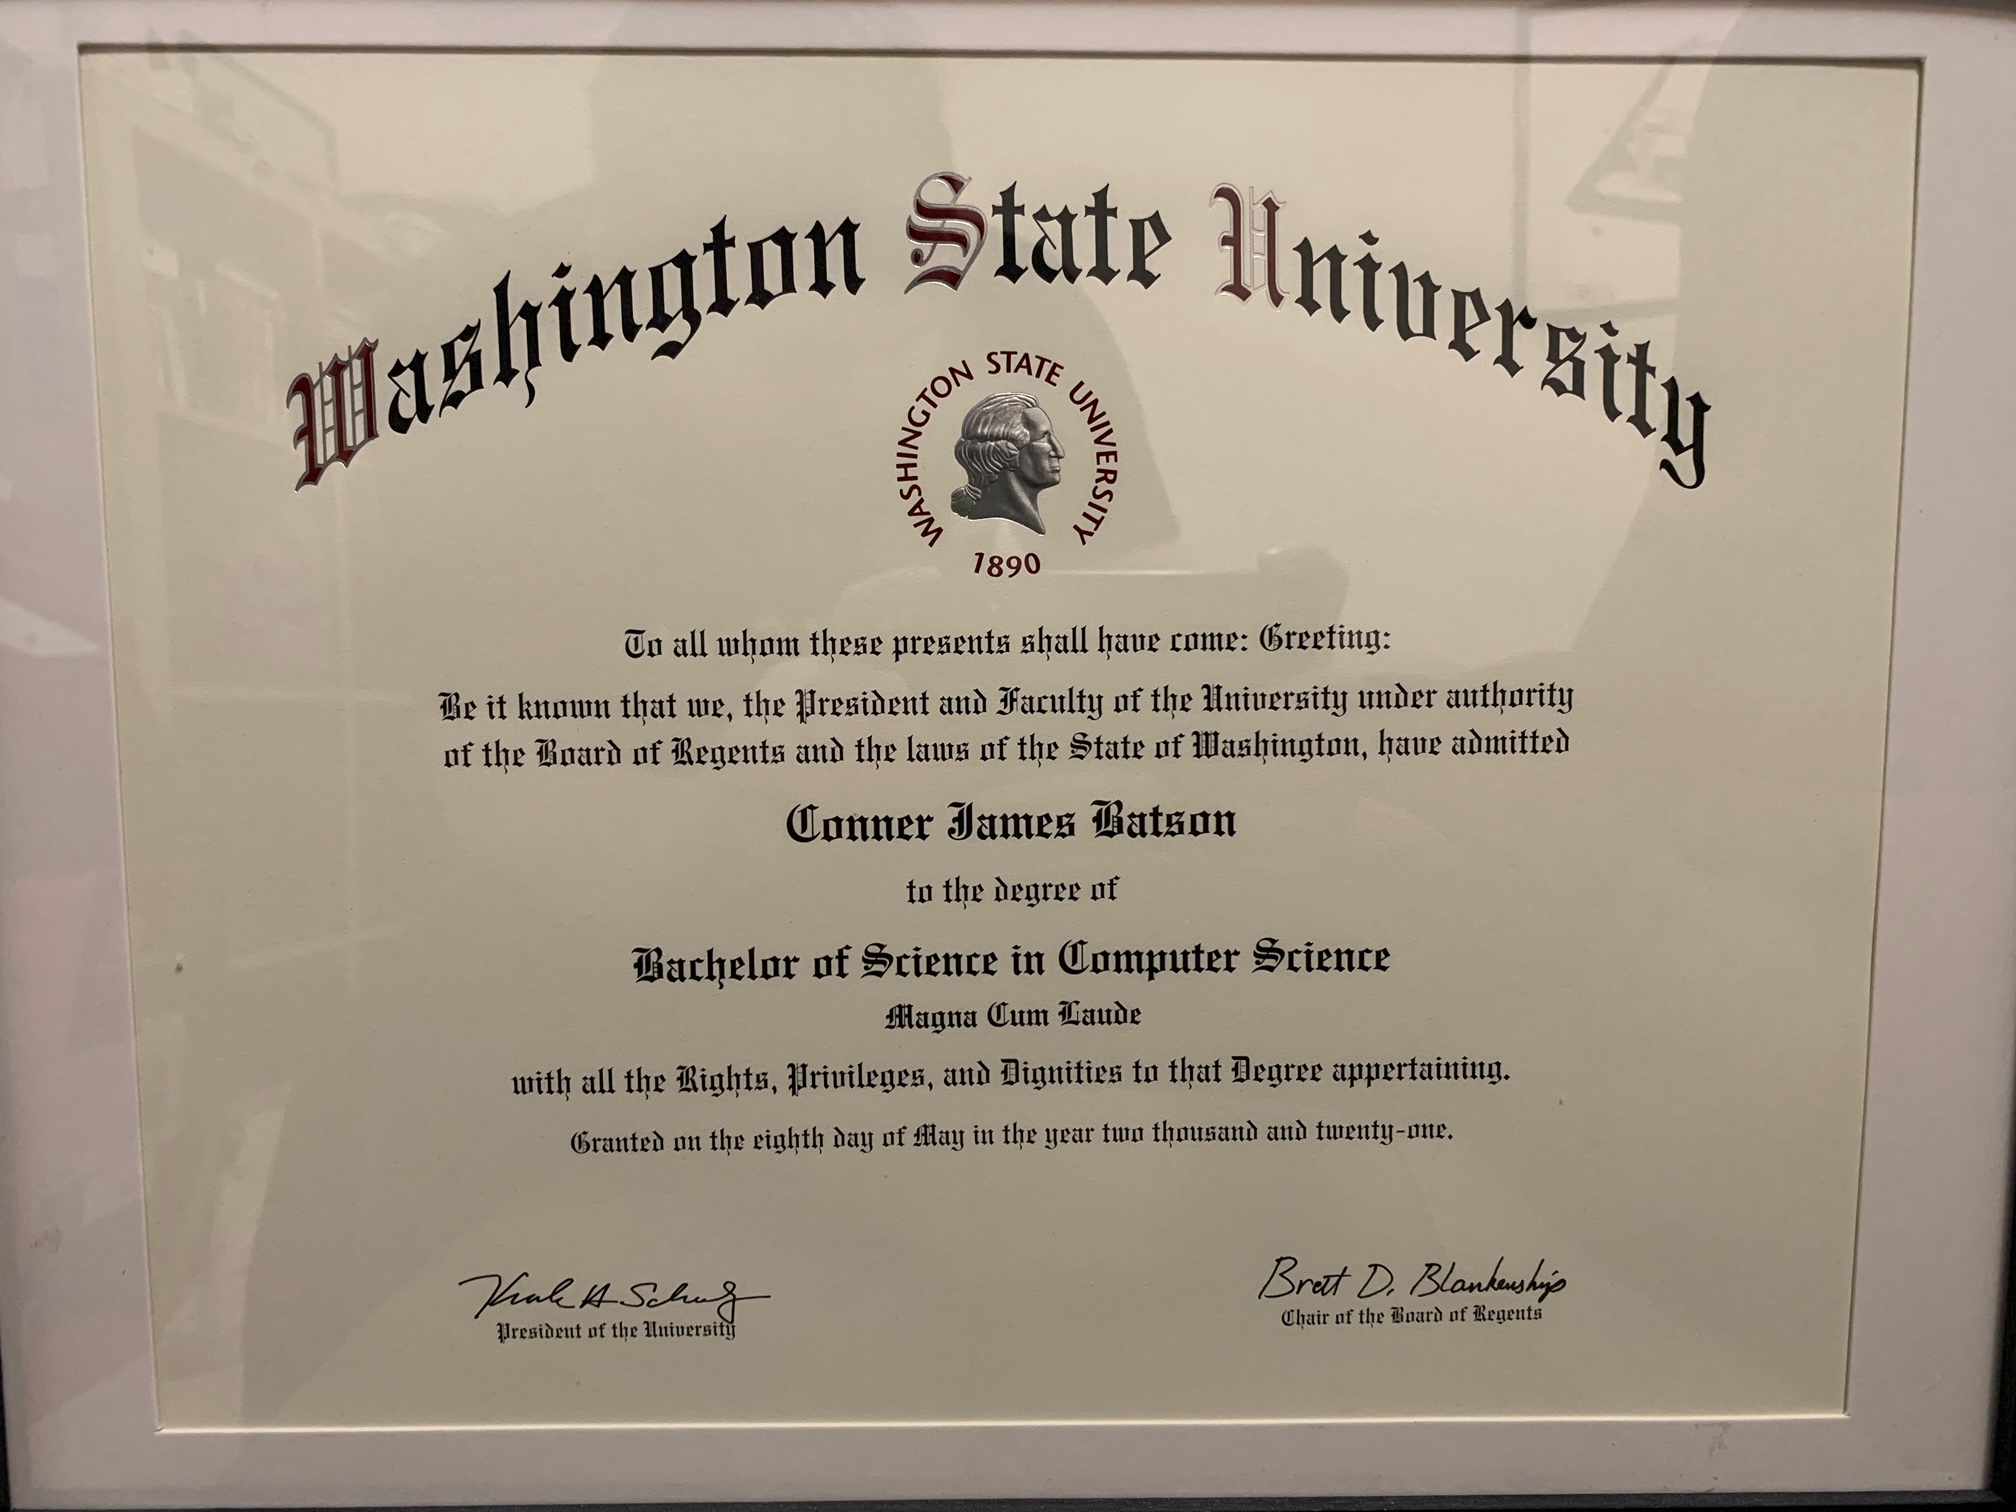 Washington State University
WASHINGTON STATE UNIVERSITY
1890
To all whom these presents shall have come: Greeting:
Be it known that we, the President and Faculty of the University under authority
of the Board of Regents and the laws of the State of Washington, have admitted
Conner James Batson
to the degree of
Bachelor of Science in Computer Science
Magna Cum Laude
with all the Rights, Privileges, and Dignities to that Degree appertaining.
Granted on the eighth day of May in the year two thousand and twenty-one.
Brett D. Blankenship
President of the University
Chair of the Board of Regents